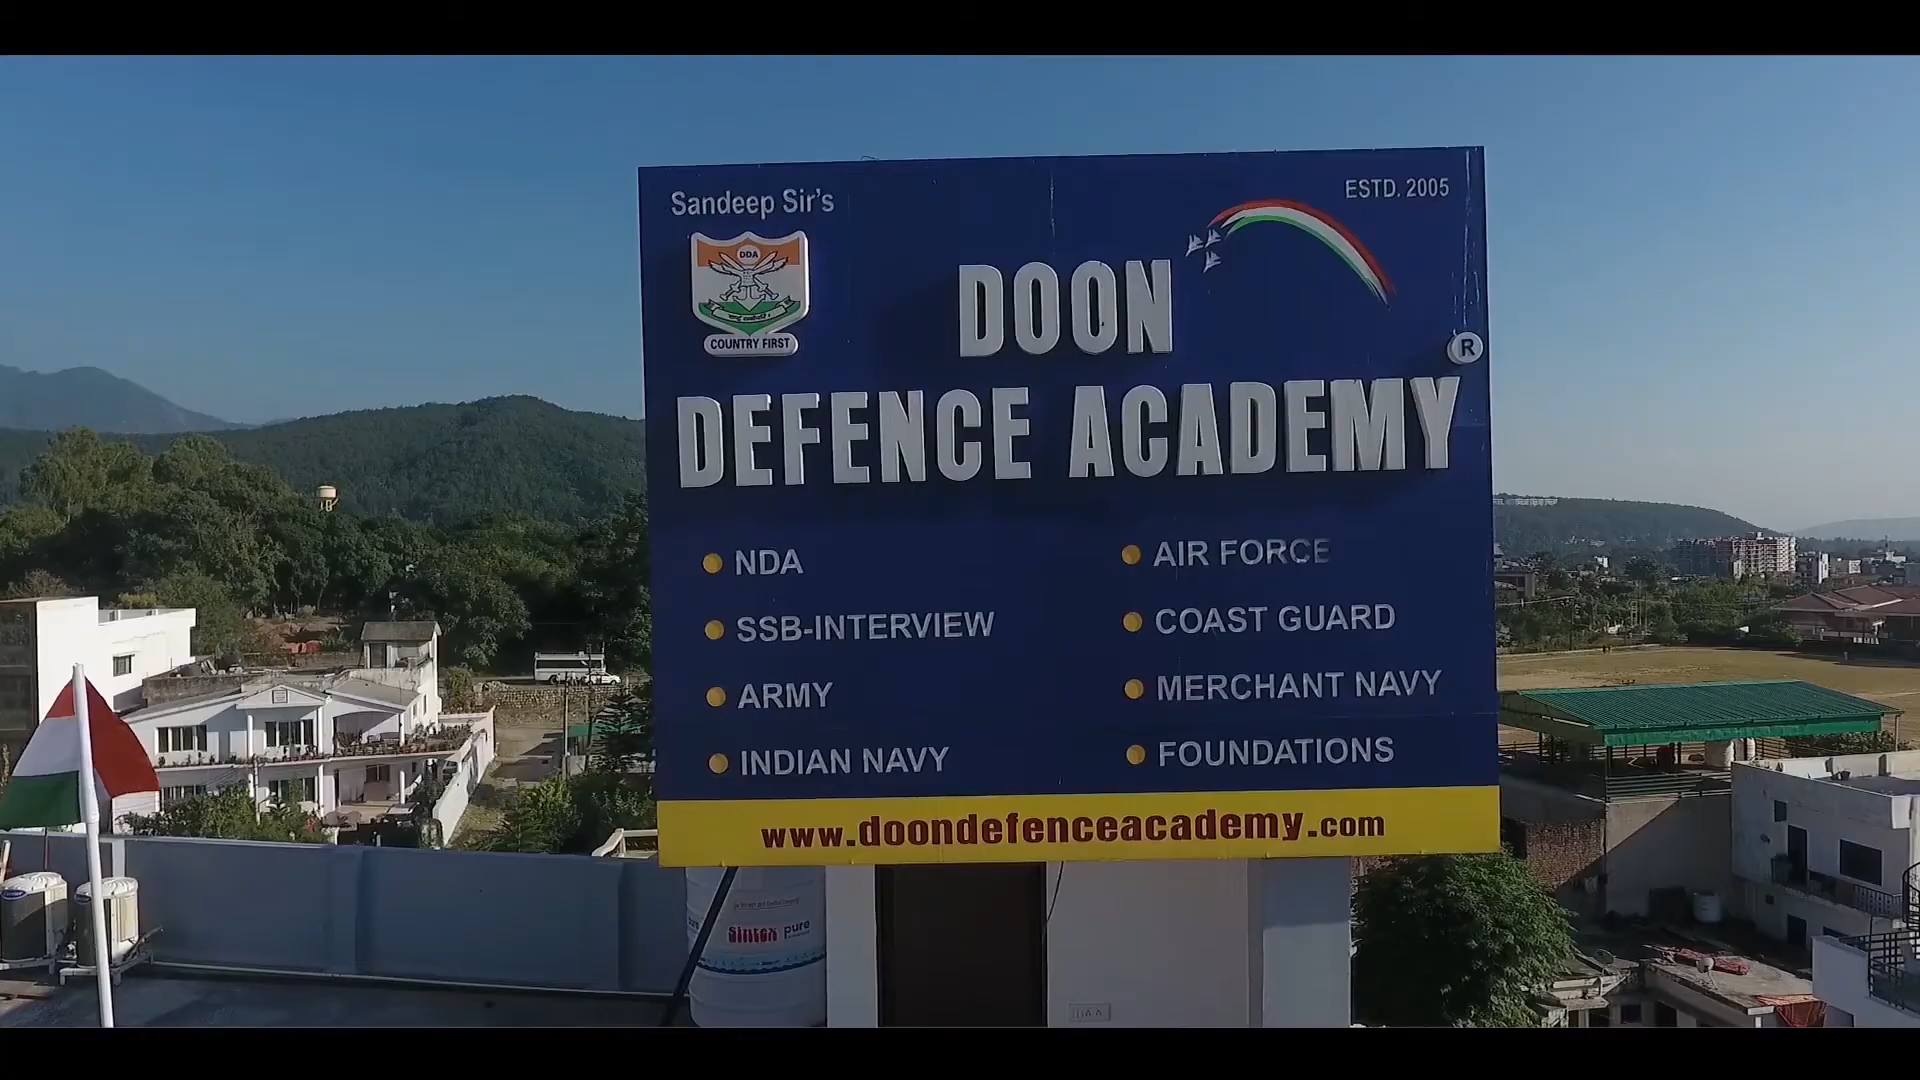 Sandeep Sir's
ESTD. 2005
DDA
COUNTRY FIRST
DOON
®
DEFENCE ACADEMY
NDA
SSB-INTERVIEW
ARMY
INDIAN NAVY
AIR FORCE
COAST GUARD
MERCHANT NAVY
FOUNDATIONS
www.doondefenceacademy.com
Sintex pure